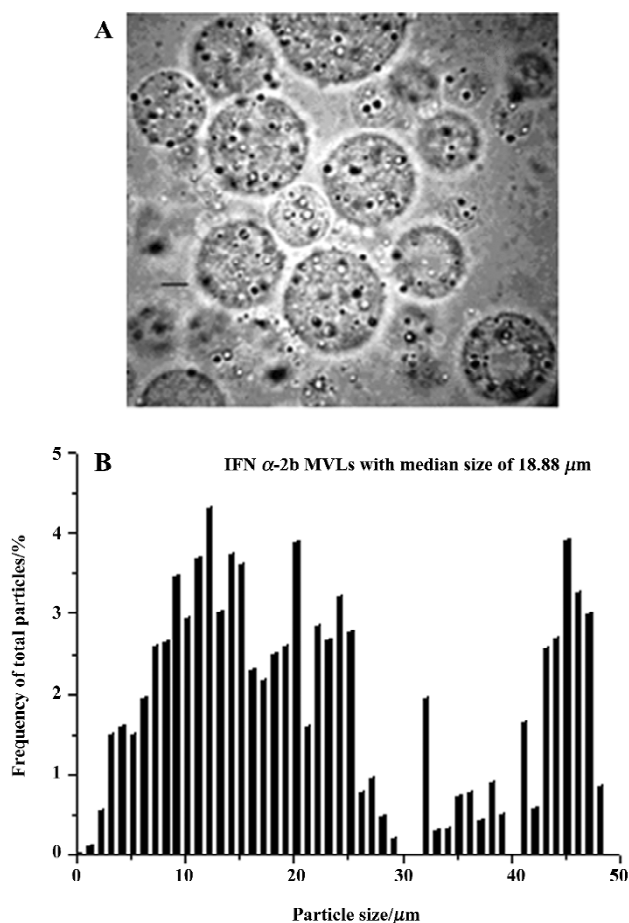 A
B
IFN α-2b MVLs with median size of 18.88 μm
Frequency of total particles/%
5
4
3
2
1
0
0 10 20 30 40 50
Particle size/μm